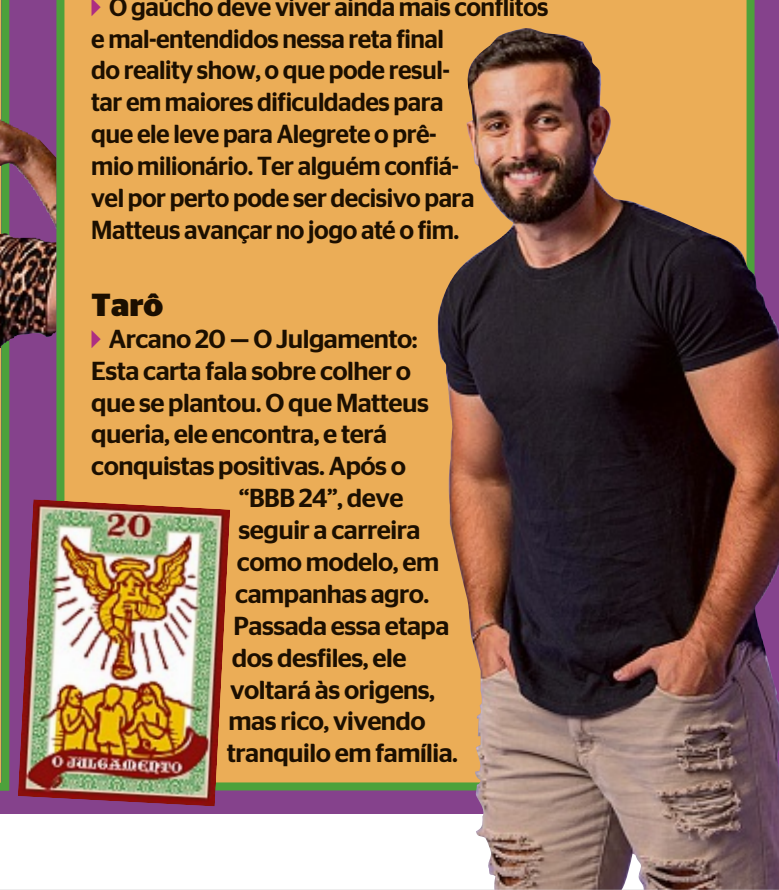 O gaúcho deve viver ainda mais conflitos
e mal-entendidos nessa reta final
do reality show, o que pode resul-
tar em maiores dificuldades para
que ele leve para Alegrete o prê-
mio milionário. Ter alguém confiá-
vel por perto pode ser decisivo para
Matteus avançar no jogo até o fim.
Tarô
Arcano 20 — O Julgamento:
Esta carta fala sobre colher o
que se plantou. O que Matteus
queria, ele encontra, e terá
conquistas positivas. Após o
“BBB 24”, deve
seguir a carreira
como modelo, em
campanhas agro.
Passada essa etapa
dos desfiles, ele
voltará às origens,
mas rico, vivendo
tranquilo em família.
20
O JULGAMENTO